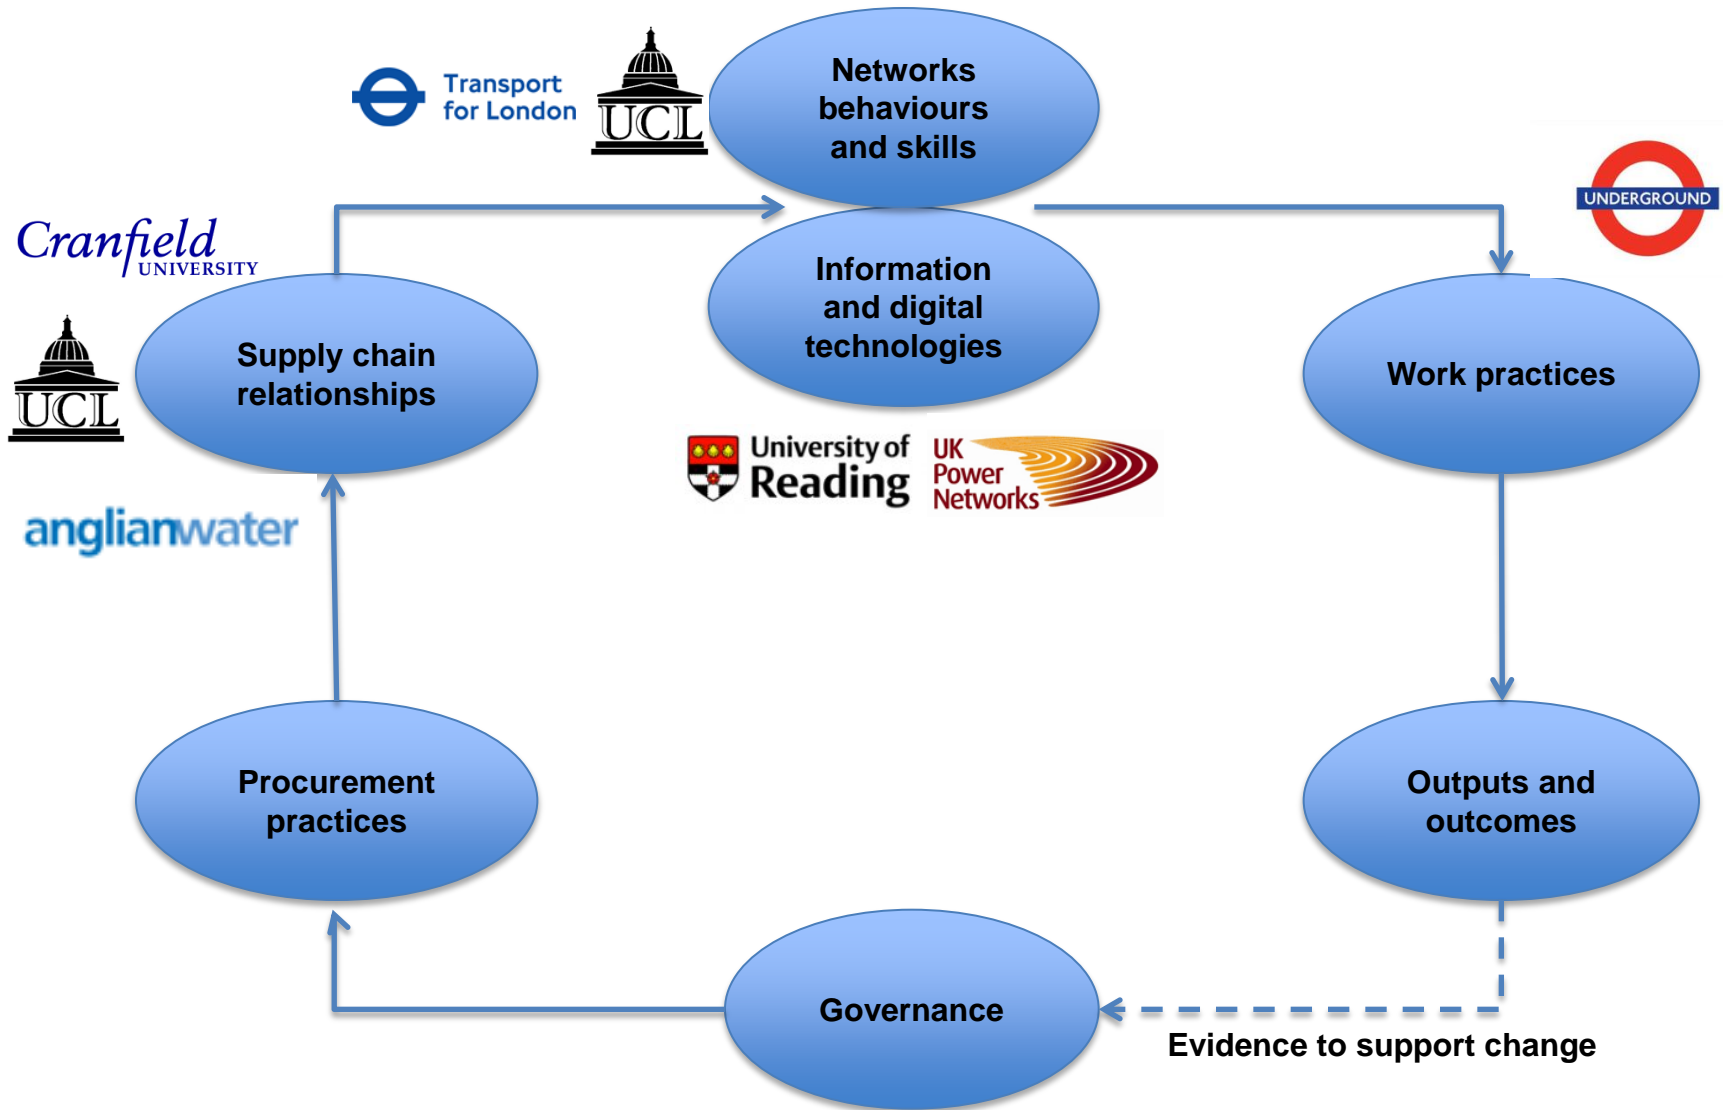 Networks
behaviours
and skills
Transport
for London
UCL
UNDERGROUND
Cranfield
UNIVERSITY
Information
and digital
technologies
Supply chain
relationships
UCL
Work practices
University of
Reading
UK
Power
Networks
anglianwater
Procurement
practices
Outputs and
outcomes
Governance
Evidence to support change